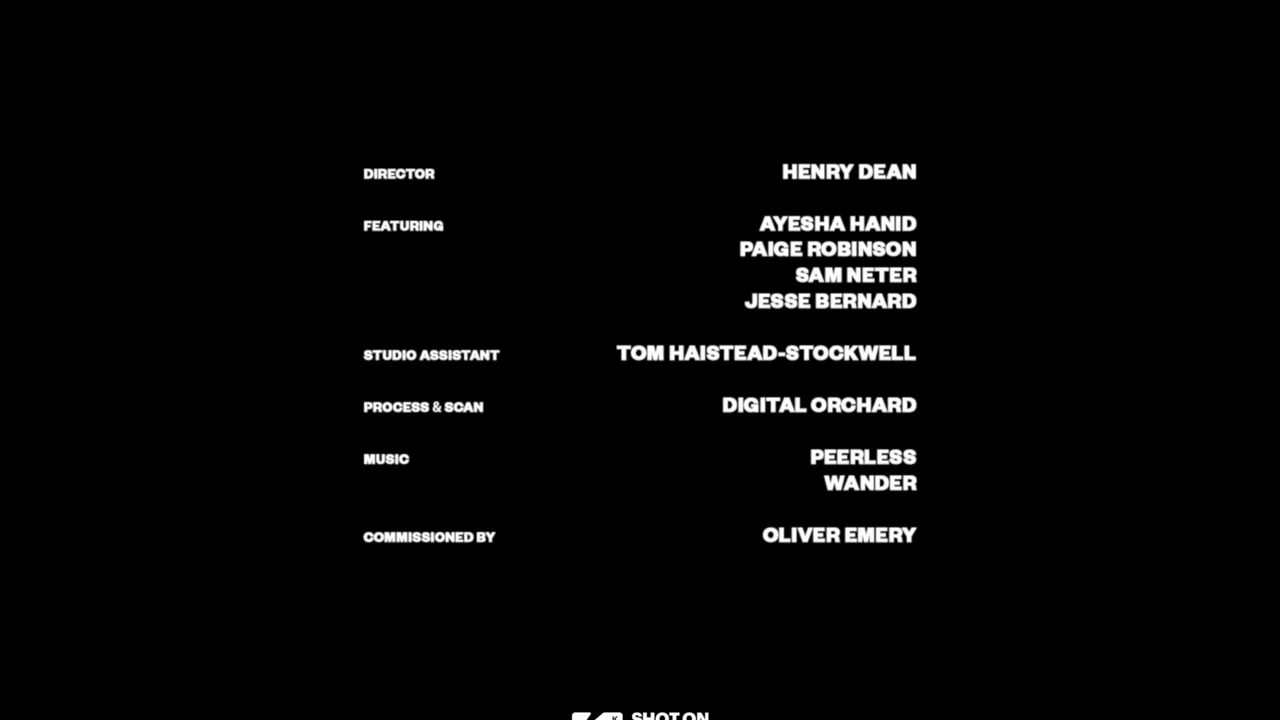 DIRECTOR HENRY DEAN
FEATURING AYESHA HANID
PAIGE ROBINSON
SAM NETER
JESSE BERNARD
STUDIO ASSISTANT TOM HAISTEAD-STOCKWELL
PROCESS & SCAN DIGITAL ORCHARD
MUSIC PEERLESS
WANDER
COMMISSIONED BY OLIVER EMERY
SHOT ON